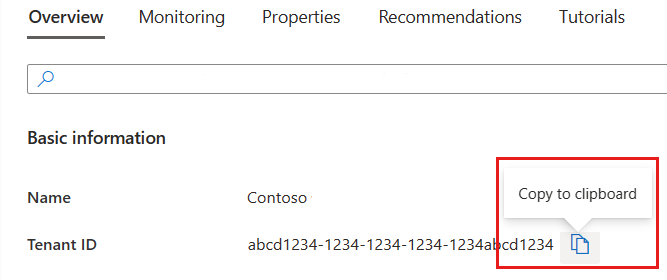 Overview Monitoring Properties Recommendations Tutorials
Basic information
Copy to clipboard
Name Contoso
Tenant ID abcd1234-1234-1234-1234-1234abcd1234